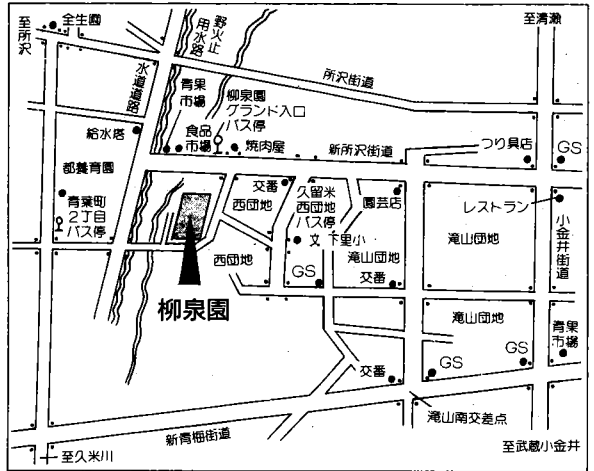 至所沢
全生園
野火止
用水路
至清瀬
水道道路
青果
市場
所沢街道
柳泉園
グランド入口
バス停
給水塔
食品
市場
焼肉屋
新所沢街道
つり具店
GS
都養育園
交番
久留米
西団地
バス停
園芸店
レストラン
青葉町
2丁目
バス停
西団地
文 下里小
滝山団地
小金井街道
西団地
滝山団地
交番
GS
柳泉園
滝山団地
青果
市場
GS
GS
交番
滝山南交差点
新青梅街道
至久米川
至武蔵小金井